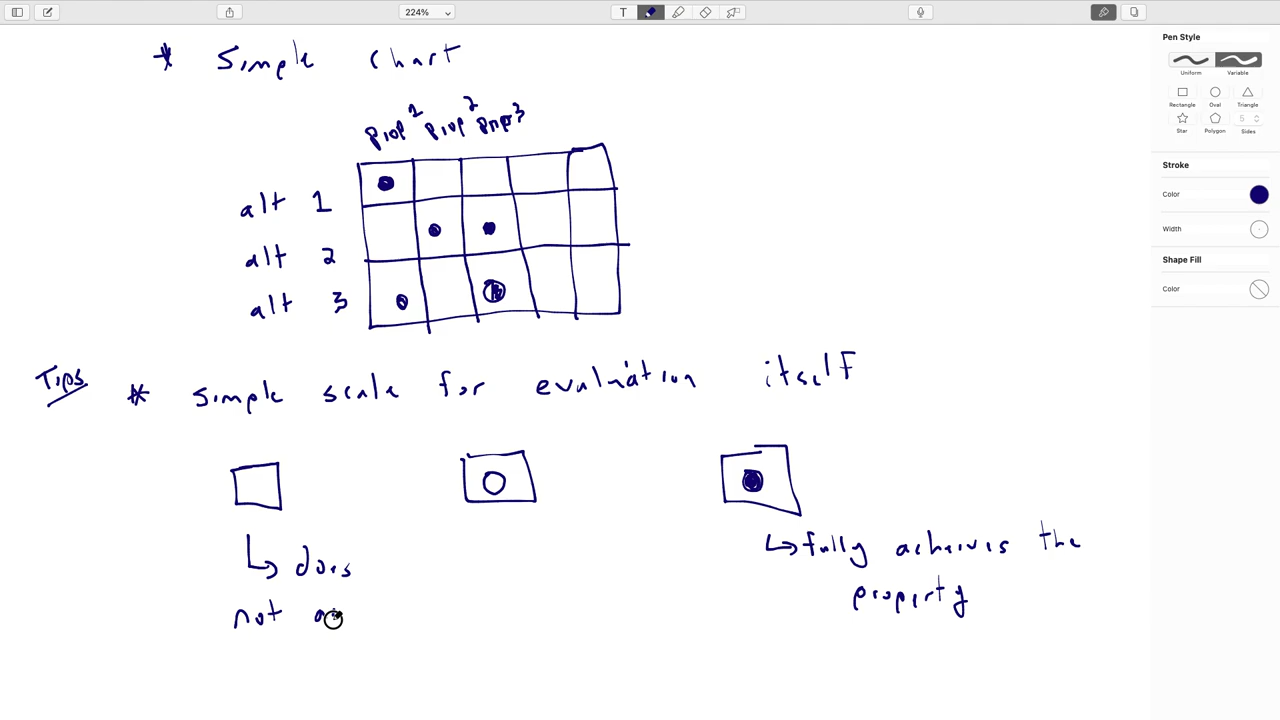 224%
T
* Simple chart
prop 1 prop 2 prop 3
alt 1
alt 2
alt 3
Tips * simple scale for evaluation itself
does
not a
fully acheives the
property
Pen Style
Uniform Variable
Rectangle Oval Triangle
Star Polygon 5 Sides
Stroke
Color
Width
Shape Fill
Color